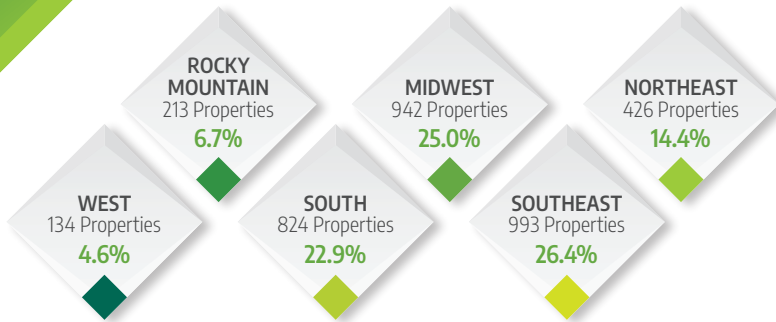 ROCKY
MOUNTAIN
213 Properties
6.7%
MIDWEST
942 Properties
25.0%
NORTHEAST
426 Properties
14.4%
WEST
134 Properties
4.6%
SOUTH
824 Properties
22.9%
SOUTHEAST
993 Properties
26.4%